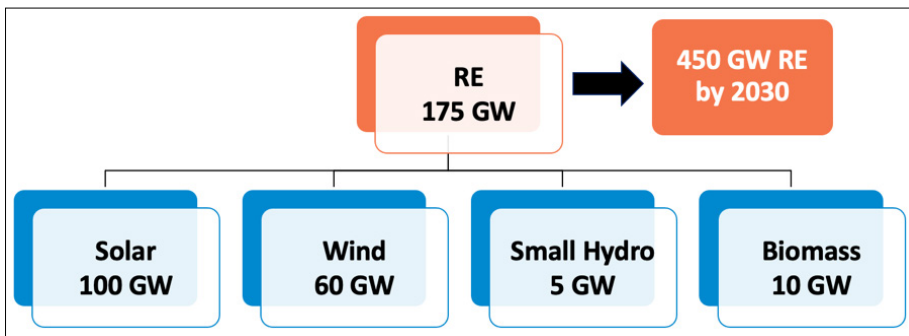 RE
175 GW
450 GW RE
by 2030
Solar
100 GW
Wind
60 GW
Small Hydro
5 GW
Biomass
10 GW